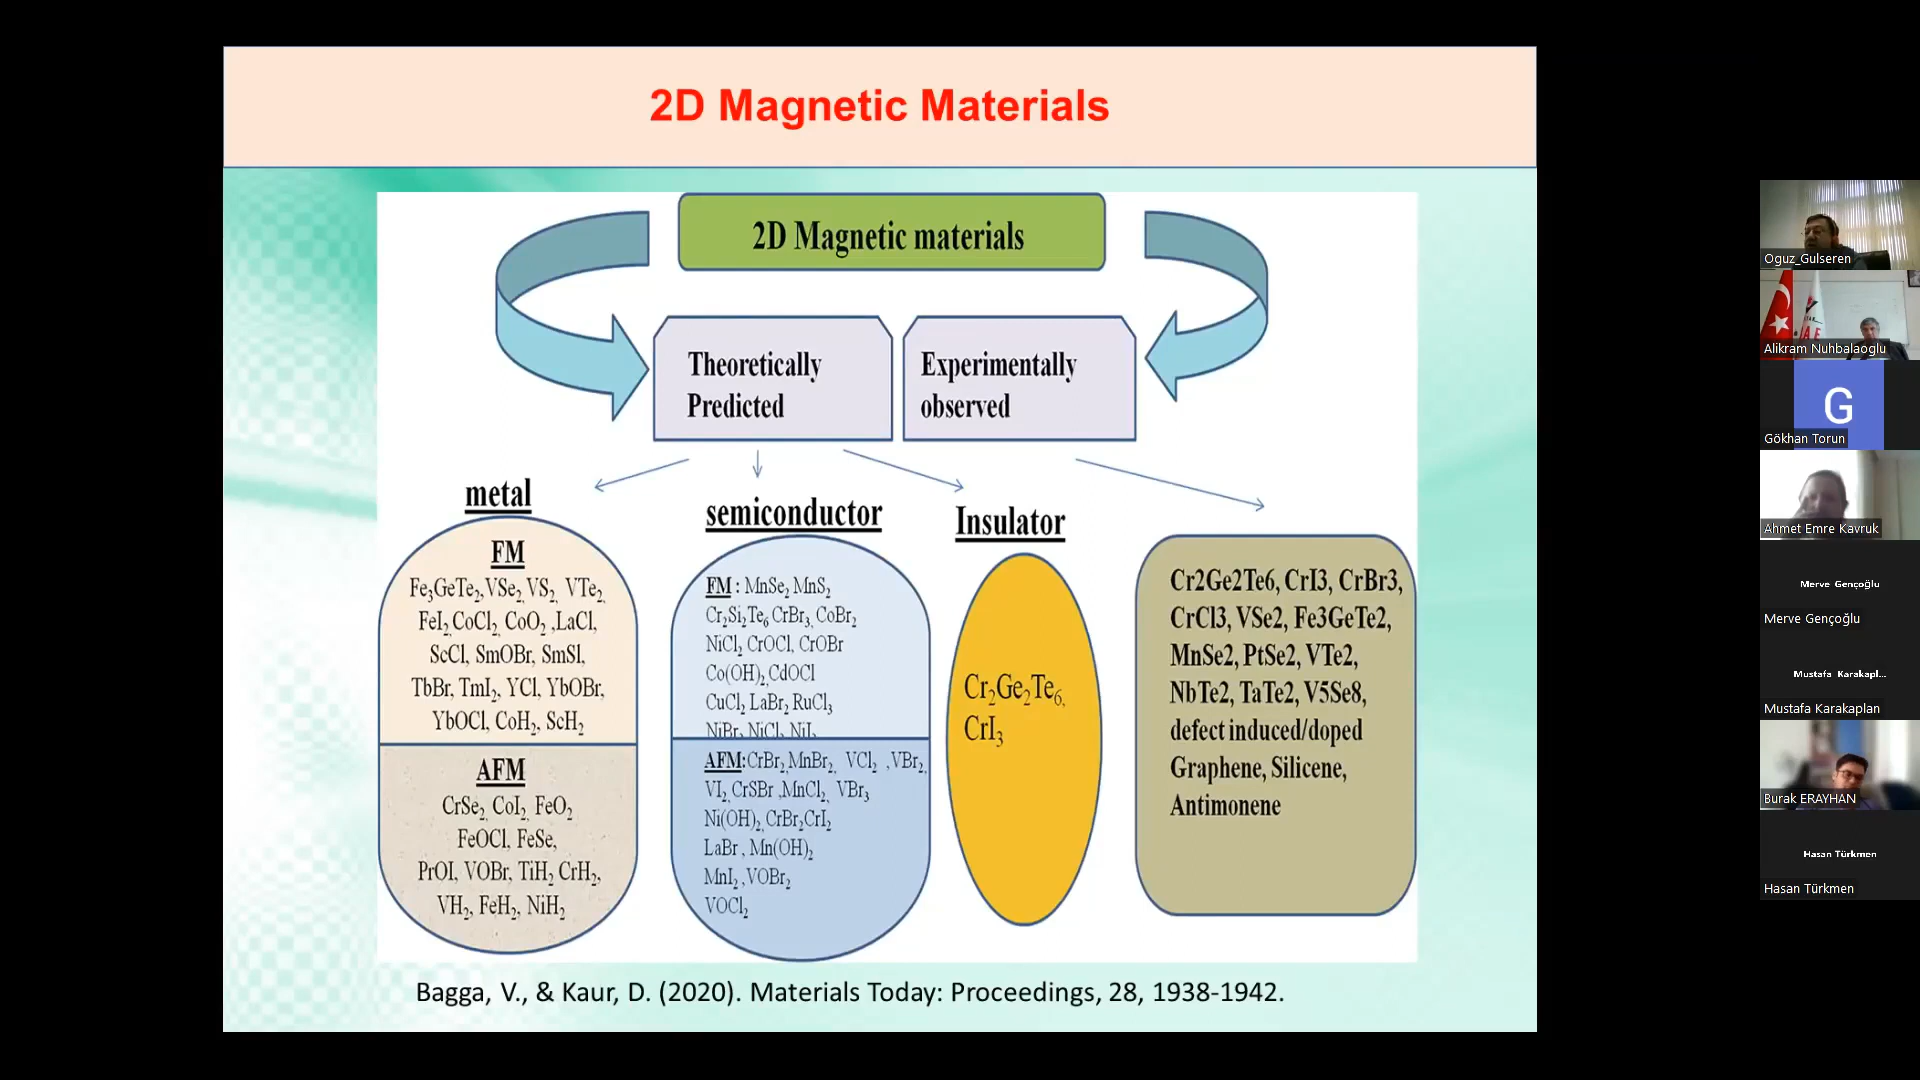 2D Magnetic Materials
2D Magnetic materials
Theoretically
Predicted
Experimentally
observed
metal
FM
Fe₃GeTe₂, VSe₂, VS₂, VTe₂,
FeI₂, CoCl₂, CoO₂ ,LaCl,
ScCl, SmOBr, SmSI,
TbBr, TmI₂, YCl, YbOBr,
YbOCl, CoH₂, ScH₂
AFM
CrSe₂, CoI₂, FeO₂
FeOCl, FeSe,
PrOI, VOBr, TiH₂, CrH₂,
VH₂, FeH₂, NiH₂
semiconductor
FM : MnSe₂, MnS₂
Cr₂Si₂Te₆, CrBr₃, CoBr₂
NiCl₂, CrOCl, CrOBr
Co(OH)₂, CdOCl
CuCl₂, LaBr₂, RuCl₃
NiBr₂, NiCl₂, NiI₂
AFM:CrBr₂,MnBr₂, VCl₂ ,VBr₂,
VI₂, CrSBr ,MnCl₂, VBr₃
Ni(OH)₂, CrBr₂CrI₂
LaBr , Mn(OH)₂
MnI₂ ,VOBr₂
VOCl₂
Insulator
Cr₂Ge₂Te₆,
CrI₃
Cr2Ge2Te6, CrI3, CrBr3,
CrCl3, VSe2, Fe3GeTe2,
MnSe2, PtSe2, VTe2,
NbTe2, TaTe2, V5Se8,
defect induced/doped
Graphene, Silicene,
Antimonene
Bagga, V., & Kaur, D. (2020). Materials Today: Proceedings, 28, 1938-1942.
Oguz_Gulseren
Alikram Nuhbalaoglu
G
Gökhan Torun
Ahmet Emre Kavruk
Merve Gençoğlu
Merve Gençoğlu
Mustafa Karakapl...
Mustafa Karakaplan
Burak ERAYHAN
Hasan Türkmen
Hasan Türkmen